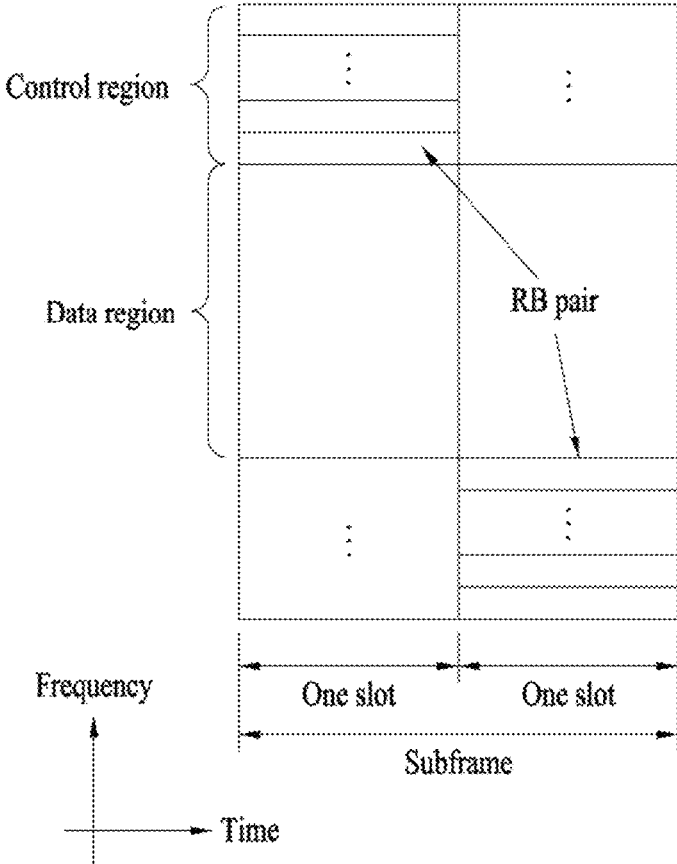 Control region
RB pair
Data region
One slot
One slot
Frequency
Subframe
Time